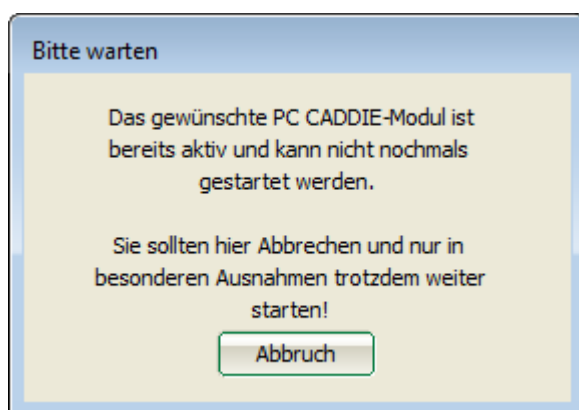 Bitte warten
Das gewünschte PC CADDIE-Modul ist
bereits aktiv und kann nicht nochmals
gestartet werden.
Sie sollten hier Abbrechen und nur in
besonderen Ausnahmen trotzdem weiter
starten!
Abbruch